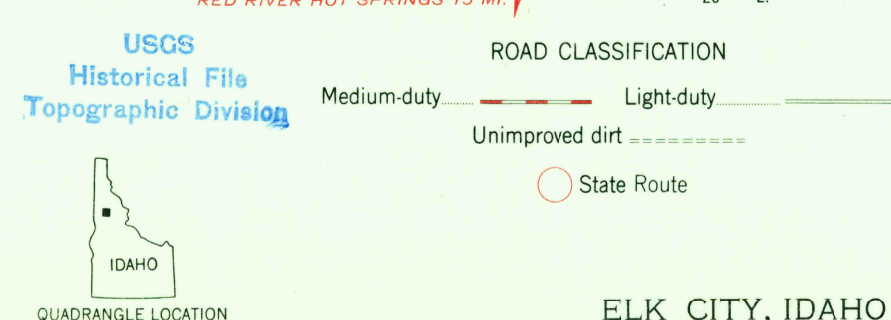 RED RIVER HOT SPRINGS 15 MI.
USGS
Historical File
Topographic Division
ROAD CLASSIFICATION
Medium-duty
Light-duty
Unimproved dirt
State Route
IDAHO
QUADRANGLE LOCATION
ELK CITY, IDAHO